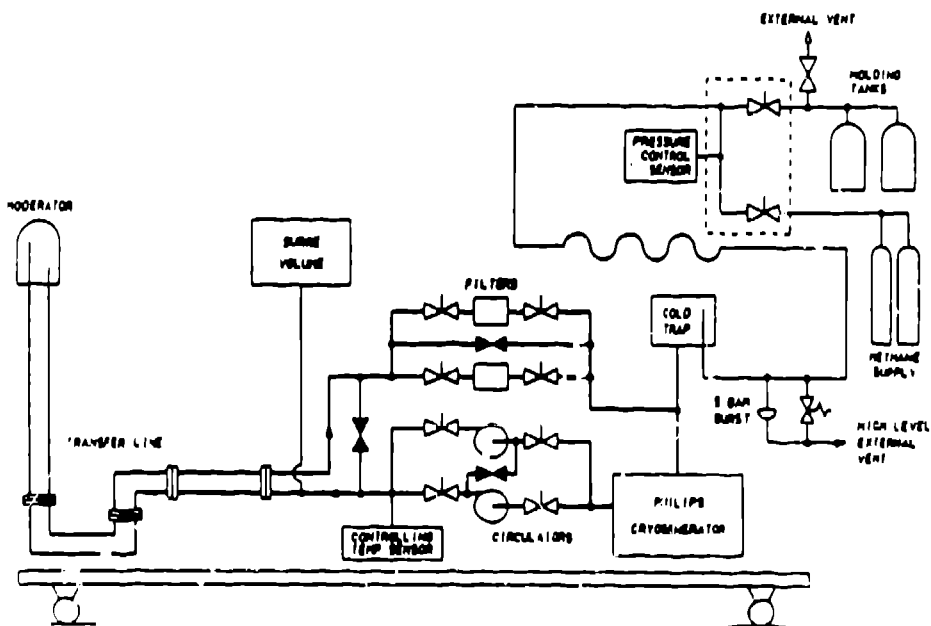 EXTERNAL VENT
HOLDING
TANKS
PRESSURE
CONTROL
SENSOR
MODERATOR
SURGE
VOLUME
FILTERS
COLD
TRAP
METHANE
SUPPLY
5 BAR
BURST
HIGH LEVEL
EXTERNAL
VENT
TRANSFER LINE
PHILIPS
CRYOGENERATOR
CONTROLLING
TEMP SENSOR
CIRCULATORS